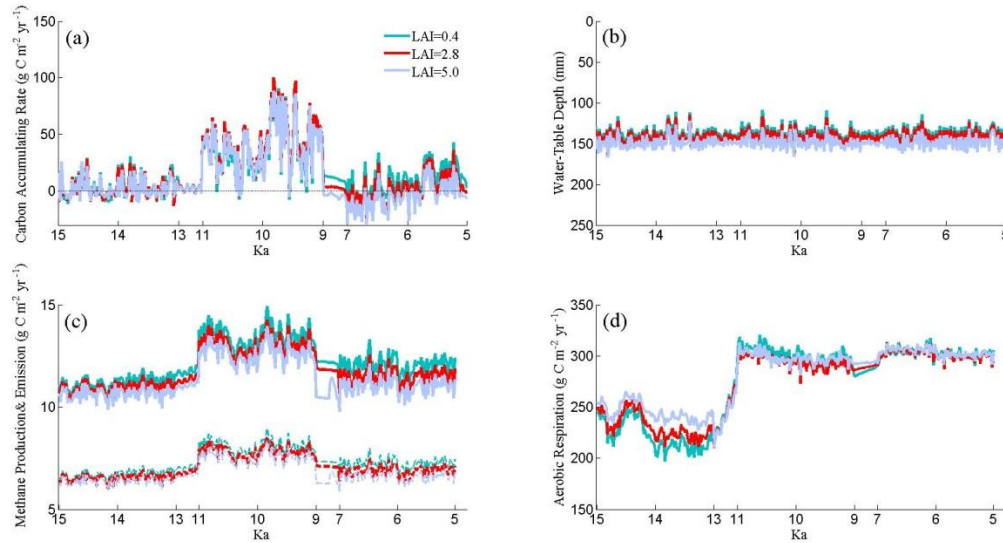 (a)
Carbon Accumulating Rate (g C m⁻² yr⁻¹)
150
100
50
0
LAI=0.4
LAI=2.8
LAI=5.0
15 14 13 11 10 9 7 6 5
Ka
(b)
Water-Table Depth (mm)
0
50
100
150
200
250
15 14 13 11 10 9 7 6 5
Ka
(c)
Methane Production& Emission (g C m⁻² yr⁻¹)
15
10
5
15 14 13 11 10 9 7 6 5
Ka
(d)
Aerobic Respiration (g C m⁻² yr⁻¹)
350
300
250
200
150
15 14 13 11 10 9 7 6 5
Ka